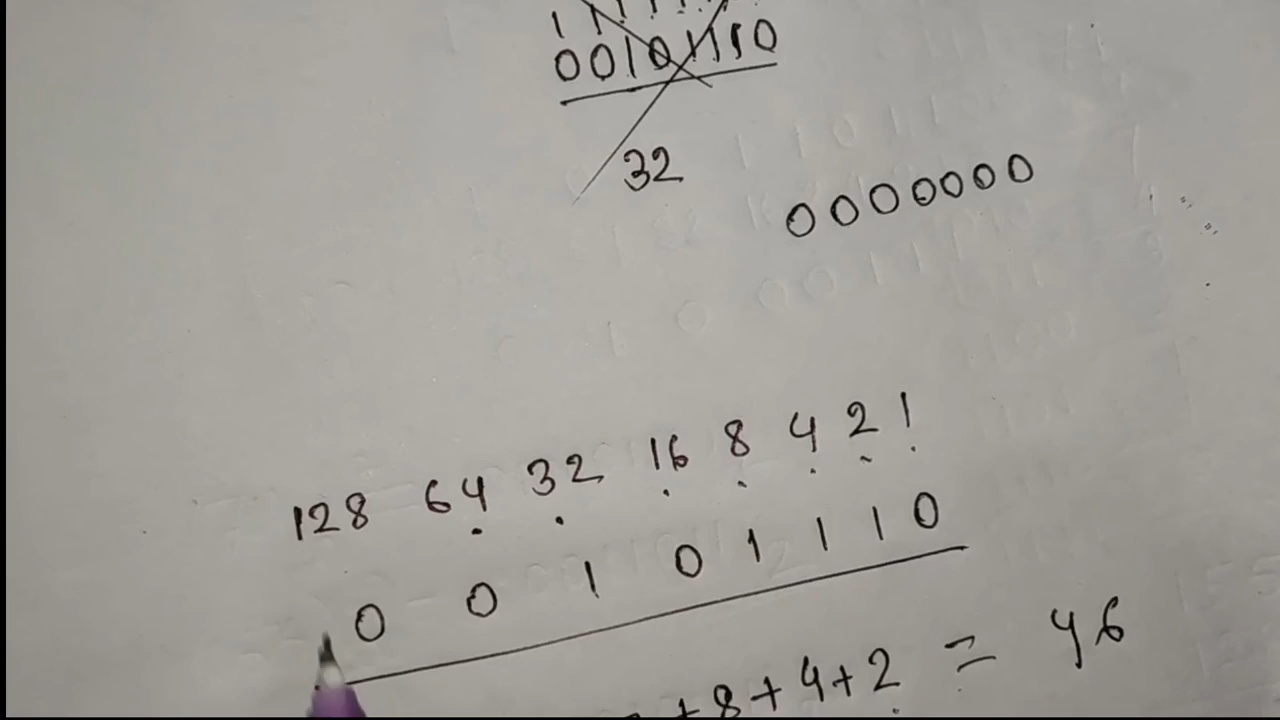 00101110
32
0000000
128 64 32 16 8 4 2 1
0 0 1 0 1 1 1 0
+ 8 + 4 + 2 = 46